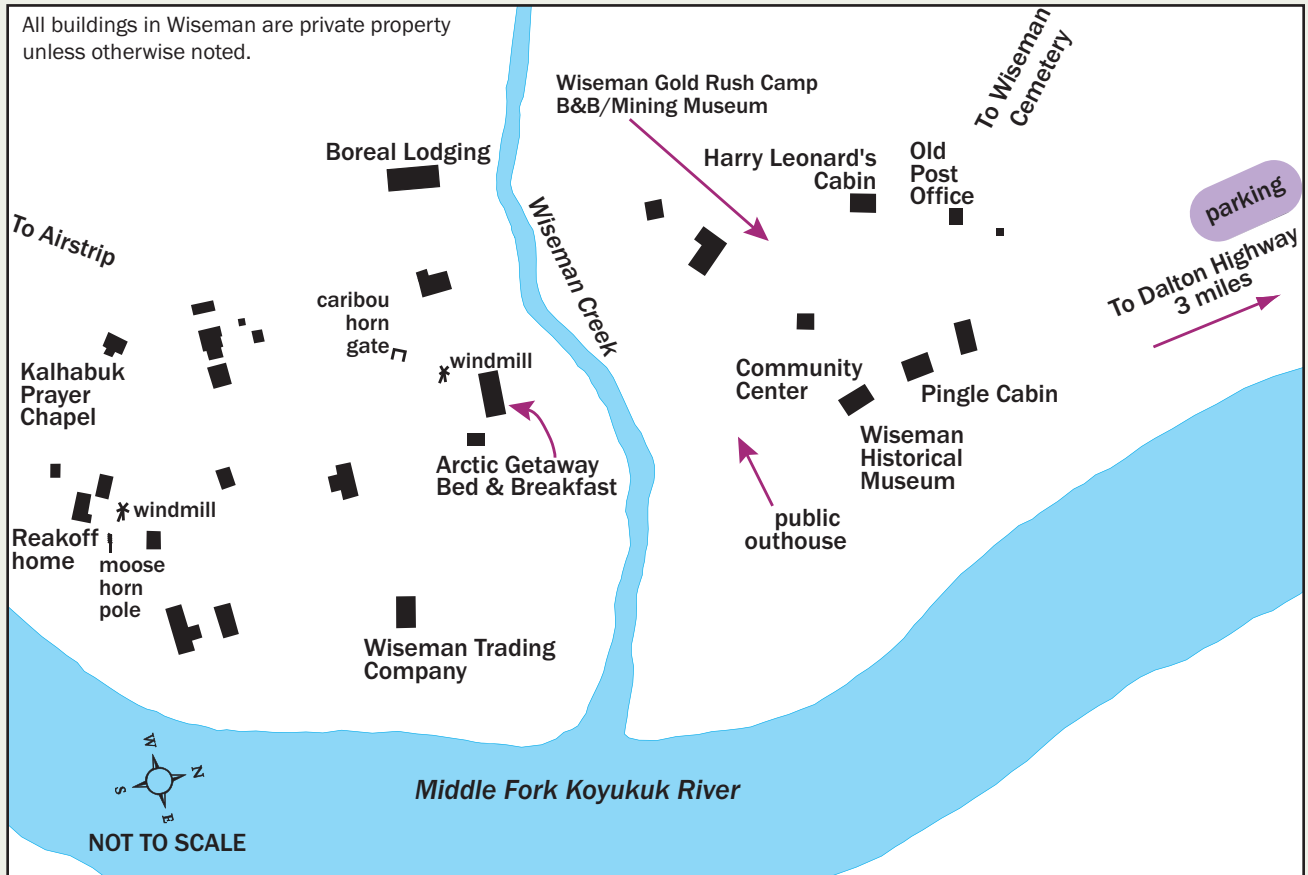 All buildings in Wiseman are private property
unless otherwise noted.
Wiseman Gold Rush Camp
B&B/Mining Museum
To Wiseman
Cemetery
Boreal Lodging
Harry Leonard's
Cabin
Old
Post
Office
parking
To Dalton Highway
3 miles
To Airstrip
Wiseman Creek
caribou
horn
gate
windmill
Kalhabuk
Prayer
Chapel
Community
Center
Pingle Cabin
Wiseman
Historical
Museum
Arctic Getaway
Bed & Breakfast
windmill
Reakoff
home
moose
horn
pole
public
outhouse
Wiseman Trading
Company
W
N
S
E
Middle Fork Koyukuk River
NOT TO SCALE